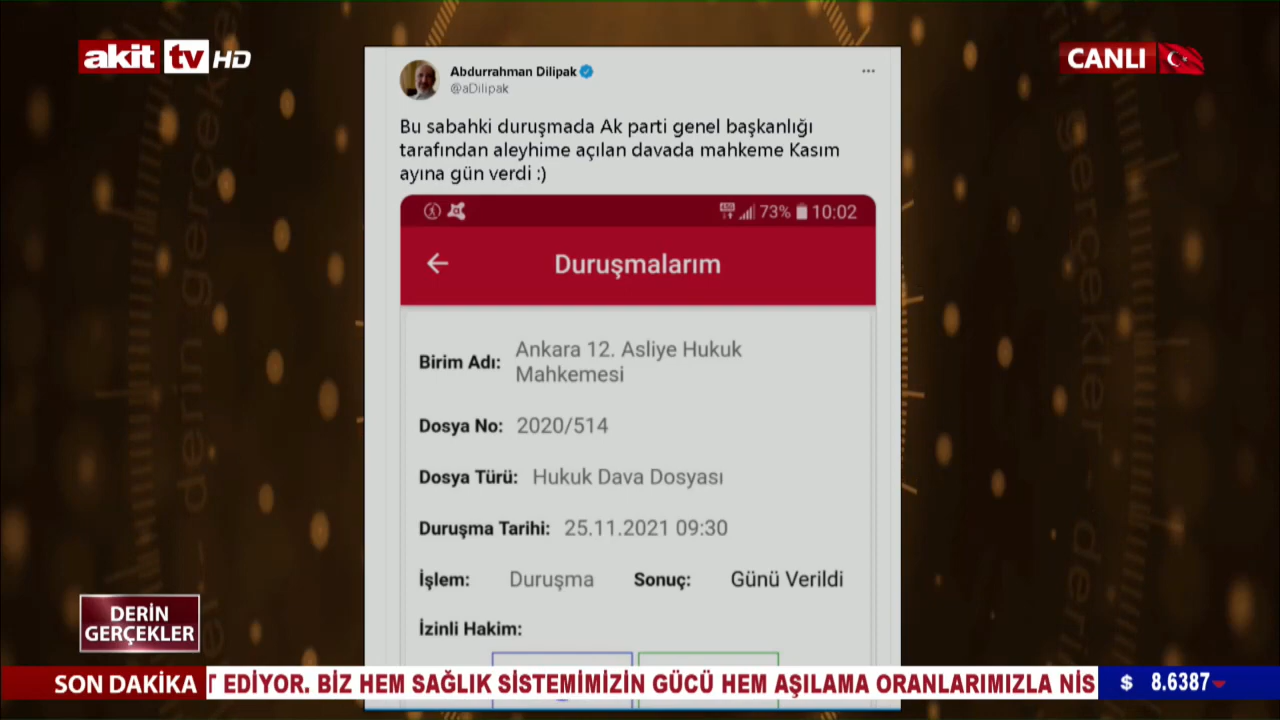 akit tv HD
CANLI
Abdurrahman Dilipak
@aDilipak
Bu sabahki duruşmada Ak parti genel başkanlığı
tarafından aleyhime açılan davada mahkeme Kasım
ayına gün verdi :)
73% 10:02
Duruşmalarım
Birim Adı: Ankara 12. Asliye Hukuk
Mahkemesi
Dosya No: 2020/514
Dosya Türü: Hukuk Dava Dosyası
Duruşma Tarihi: 25.11.2021 09:30
İşlem: Duruşma Sonuç: Günü Verildi
İzinli Hakim:
DERİN
GERÇEKLER
SON DAKİKA T EDİYOR. BİZ HEM SAĞLIK SİSTEMİMİZİN GÜCÜ HEM AŞILAMA ORANLARIMIZLA NİS $ 8.6387
derin gerçekler
gerçekler